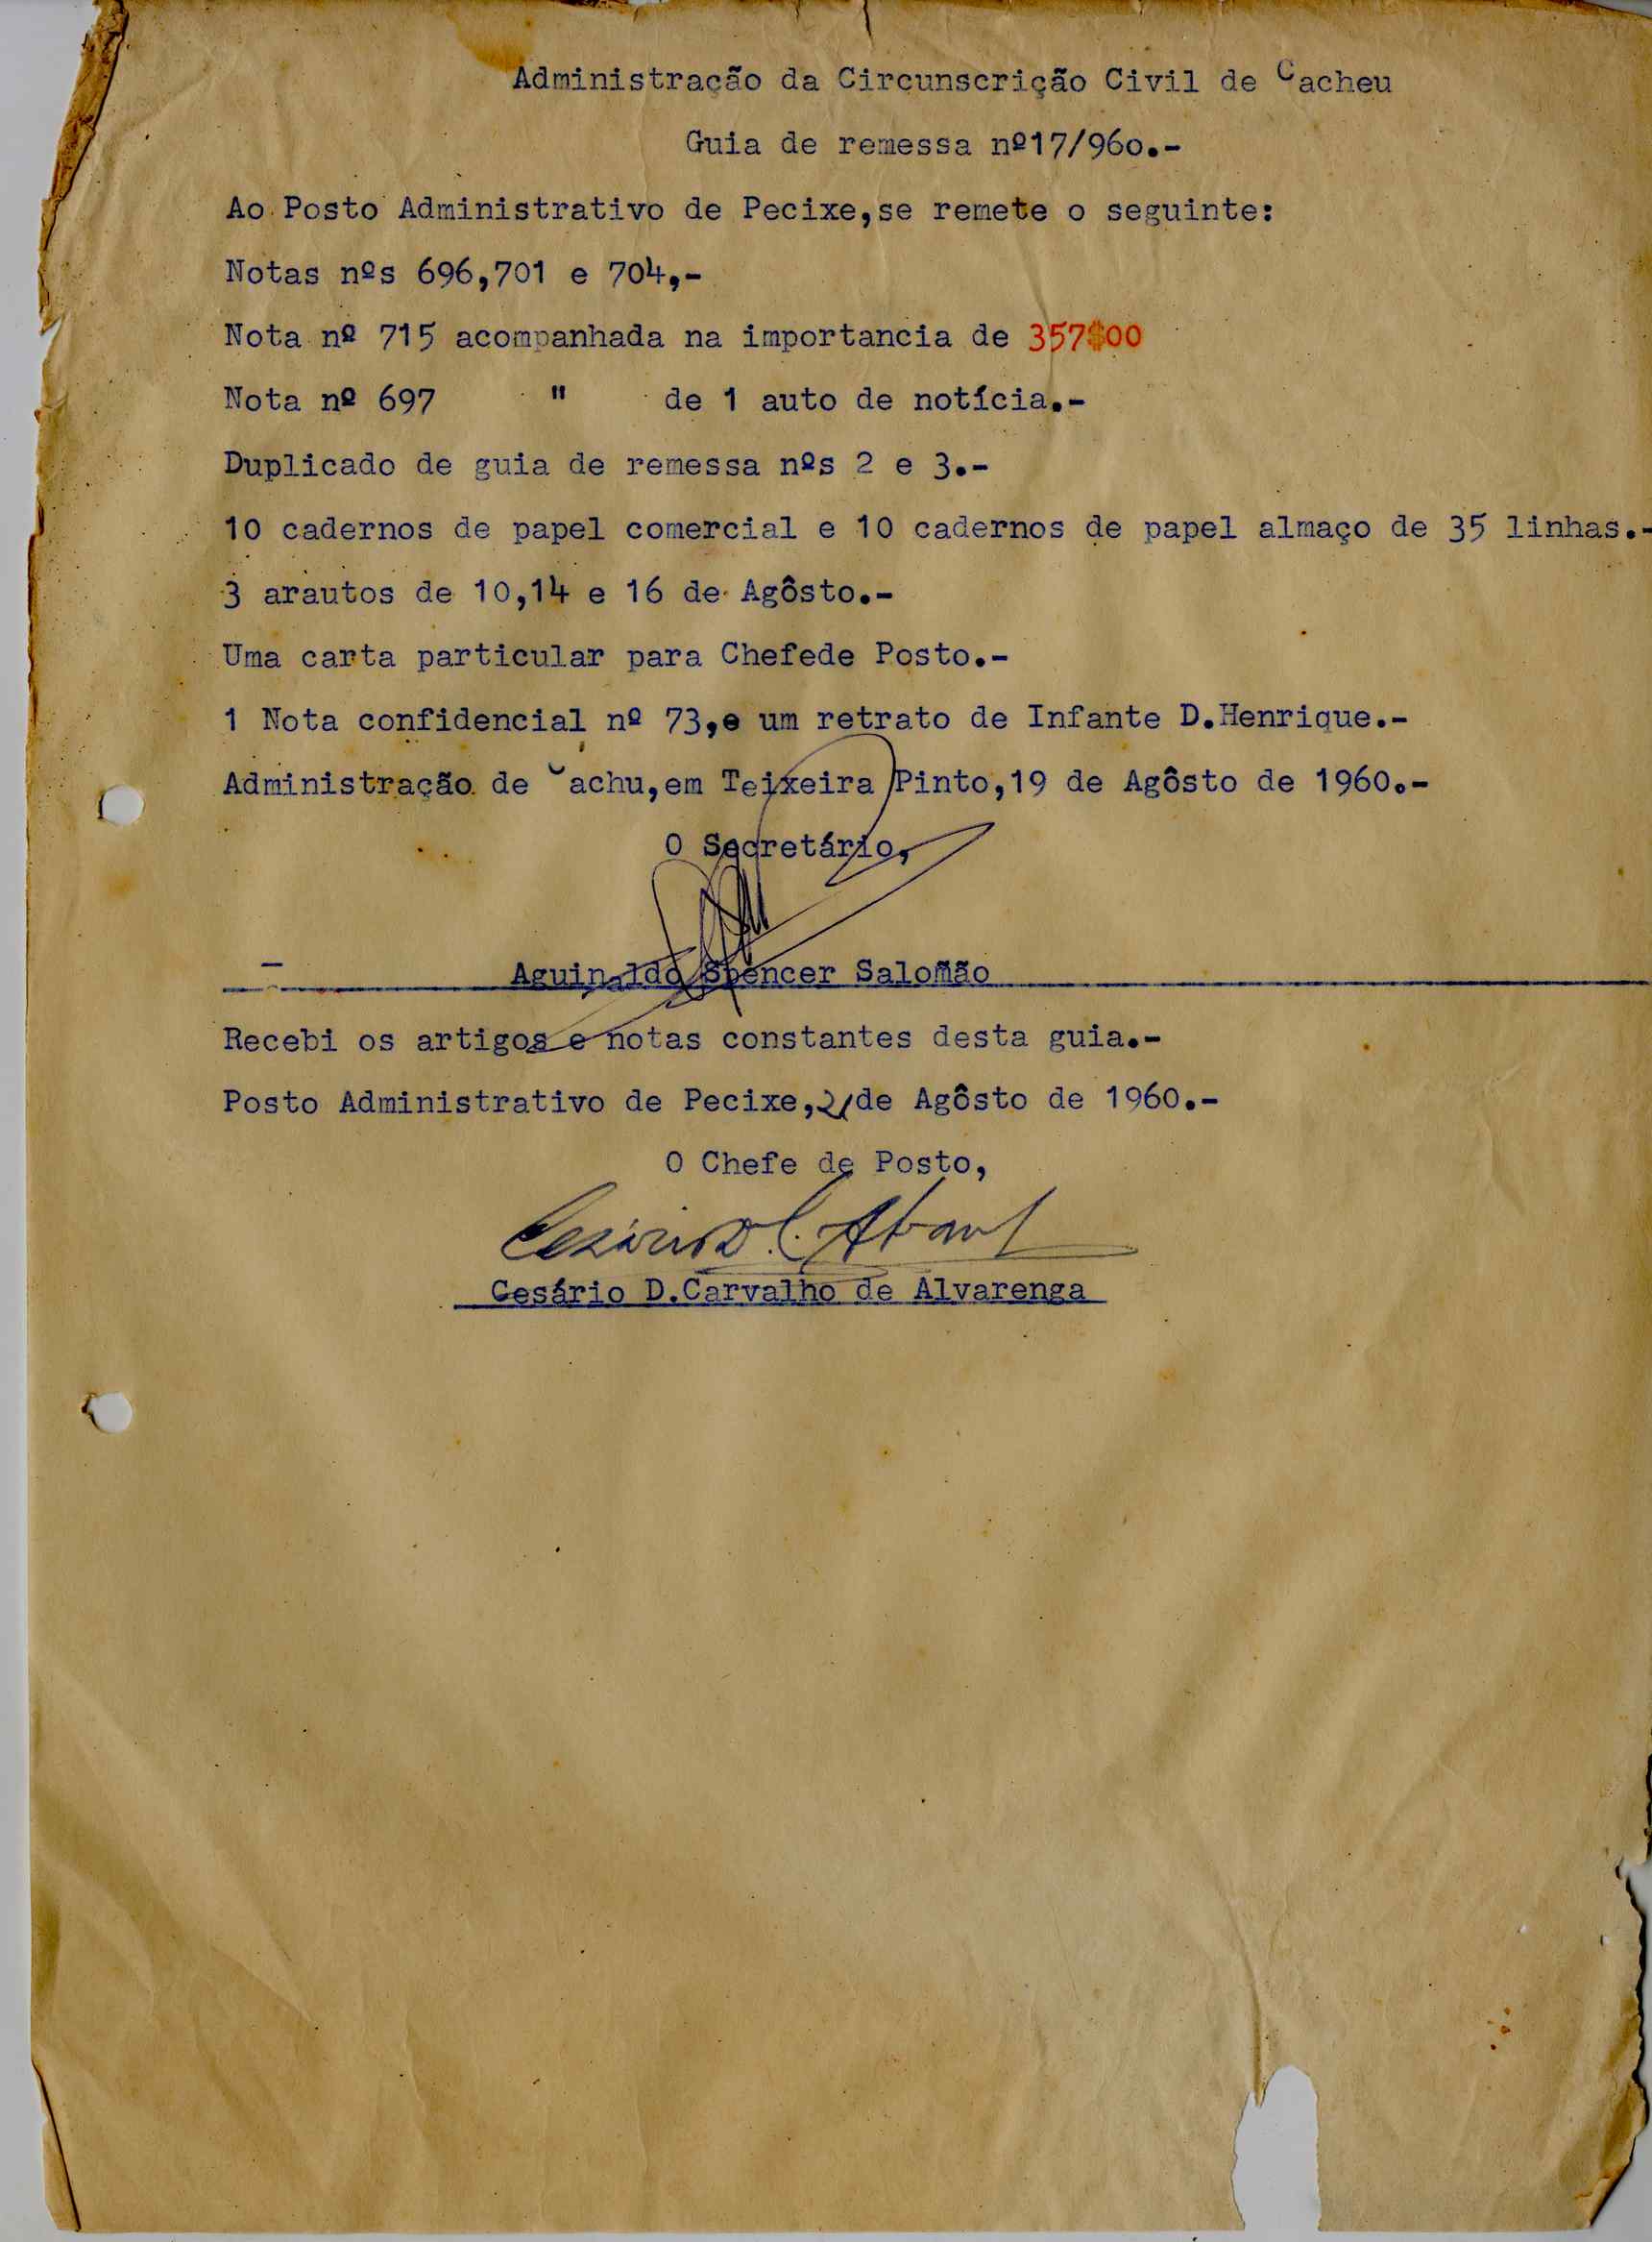 Administração da Circunscrição Civil de Cacheu
Guia de remessa nº17/960.-
Ao Posto Administrativo de Pecixe,se remete o seguinte:
Notas nºs 696,701 e 704,-
Nota nº 715 acompanhada na importancia de 357$00
Nota nº 697 " de 1 auto de notícia.-
Duplicado de guia de remessa nºs 2 e 3.-
10 cadernos de papel comercial e 10 cadernos de papel almaço de 35 linhas.-
3 arautos de 10,14 e 16 de Agôsto.-
Uma carta particular para Chefede Posto.-
1 Nota confidencial nº 73,e um retrato de Infante D.Henrique.-
Administração de Cachu,em Teixeira Pinto,19 de Agôsto de 1960.-
O Secretário,
Aguinaldo Spencer Salomão
Recebi os artigos e notas constantes desta guia.-
Posto Administrativo de Pecixe,21 de Agôsto de 1960.-
O Chefe de Posto,
Cesário D.Carvalho de Alvarenga